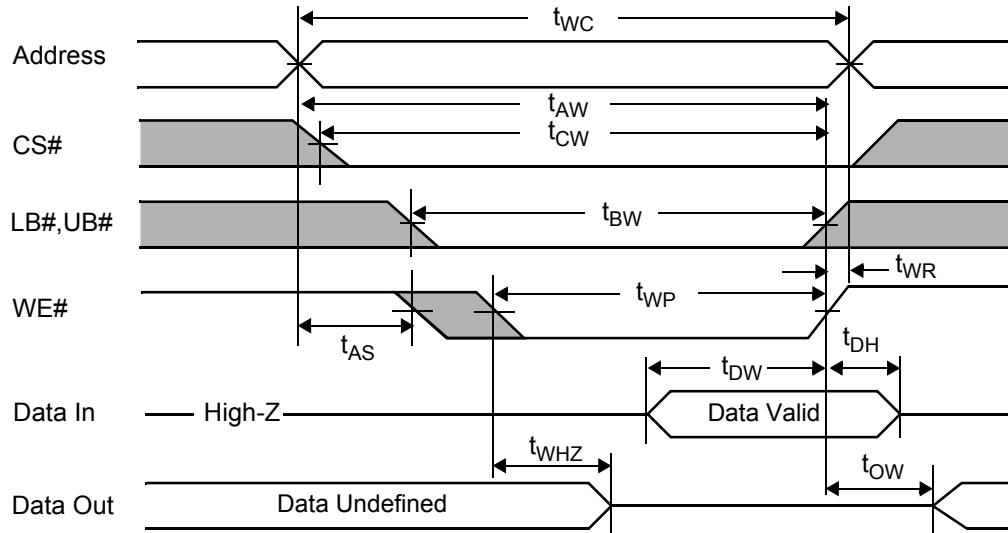 tWC
Address
tAW
tCW
CS#
LB#,UB#
tBW
tWR
WE#
tWP
tAS
tDH
tDW
Data In
High-Z
Data Valid
tWHZ
tOW
Data Out
Data Undefined